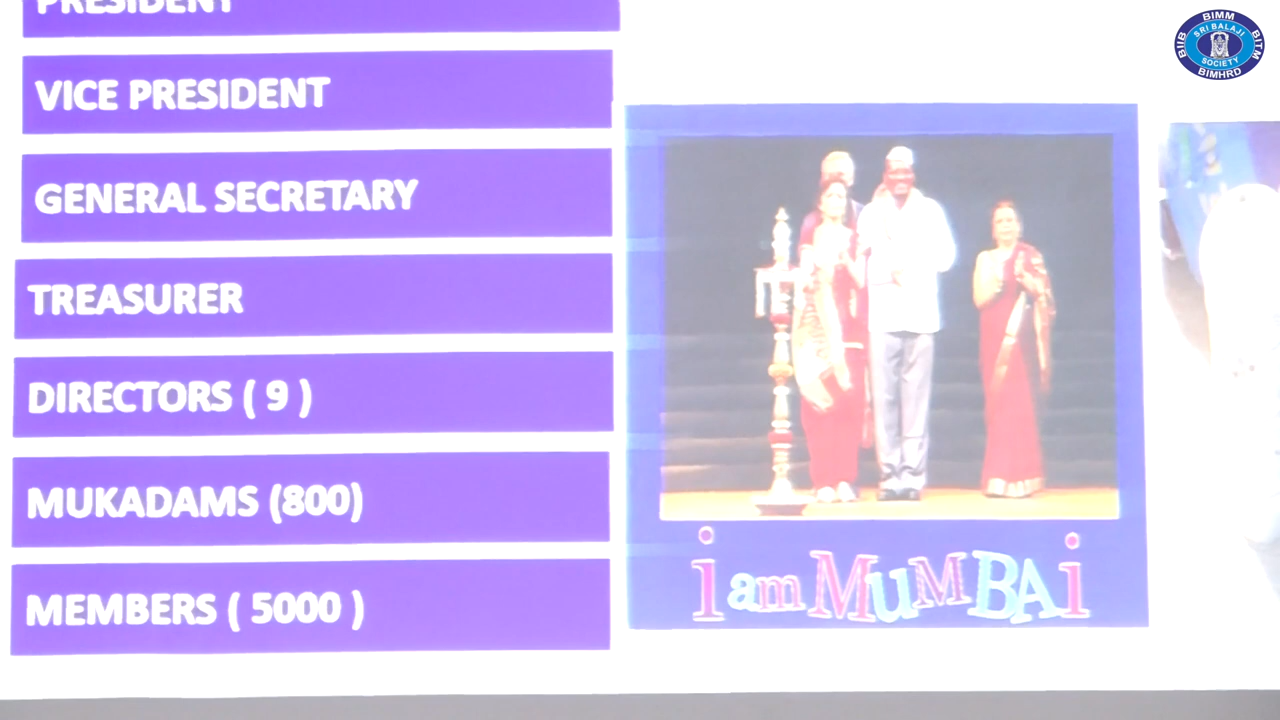 PRESIDENT
VICE PRESIDENT
GENERAL SECRETARY
TREASURER
DIRECTORS ( 9 )
MUKADAMS (800)
MEMBERS ( 5000 )
i am MuMBAi
BIMM
BIIB
SRI BALAJI
SOCIETY
BITM
BIMHRD